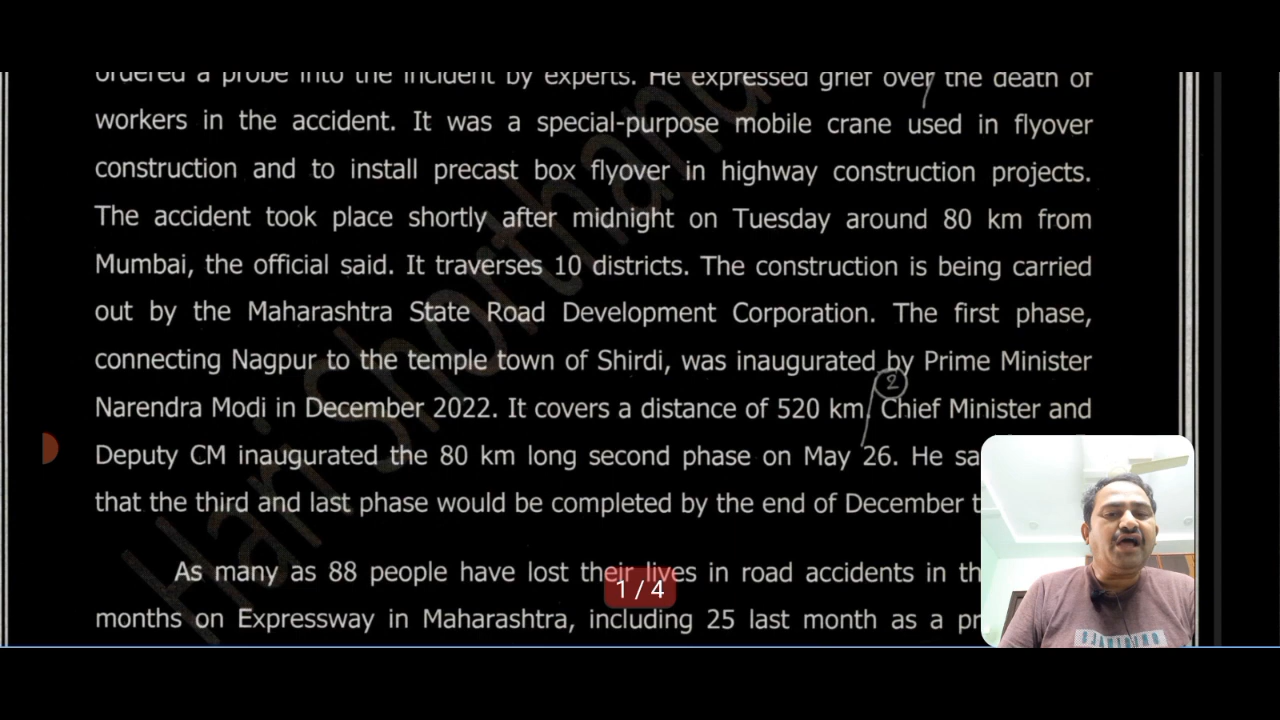 ordered a probe into the incident by experts. He expressed grief over the death of
workers in the accident. It was a special-purpose mobile crane used in flyover
construction and to install precast box flyover in highway construction projects.
The accident took place shortly after midnight on Tuesday around 80 km from
Mumbai, the official said. It traverses 10 districts. The construction is being carried
out by the Maharashtra State Road Development Corporation. The first phase,
connecting Nagpur to the temple town of Shirdi, was inaugurated by Prime Minister
2
Narendra Modi in December 2022. It covers a distance of 520 km. Chief Minister and
Deputy CM inaugurated the 80 km long second phase on May 26. He sa
that the third and last phase would be completed by the end of December t
As many as 88 people have lost their lives in road accidents in th
1 / 4
months on Expressway in Maharashtra, including 25 last month as a pr
Hari Shorthand